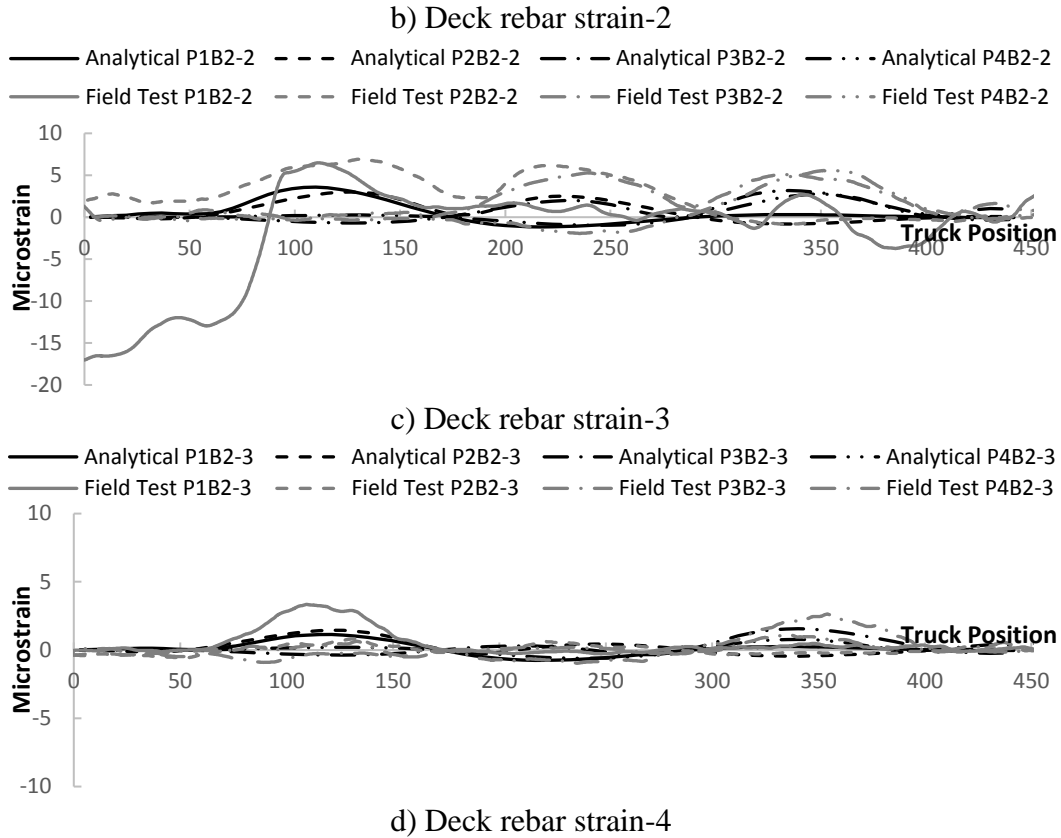 b) Deck rebar strain-2
Analytical P1B2-2 Analytical P2B2-2 Analytical P3B2-2 Analytical P4B2-2
Field Test P1B2-2 Field Test P2B2-2 Field Test P3B2-2 Field Test P4B2-2
10
5
0
-5
-10
-15
-20
Microstrain
0 50 100 150 200 250 300 350 400 450
Truck Position
c) Deck rebar strain-3
Analytical P1B2-3 Analytical P2B2-3 Analytical P3B2-3 Analytical P4B2-3
Field Test P1B2-3 Field Test P2B2-3 Field Test P3B2-3 Field Test P4B2-3
10
5
0
-5
-10
Microstrain
Truck Position
0 50 100 150 200 250 300 350 400 450
d) Deck rebar strain-4